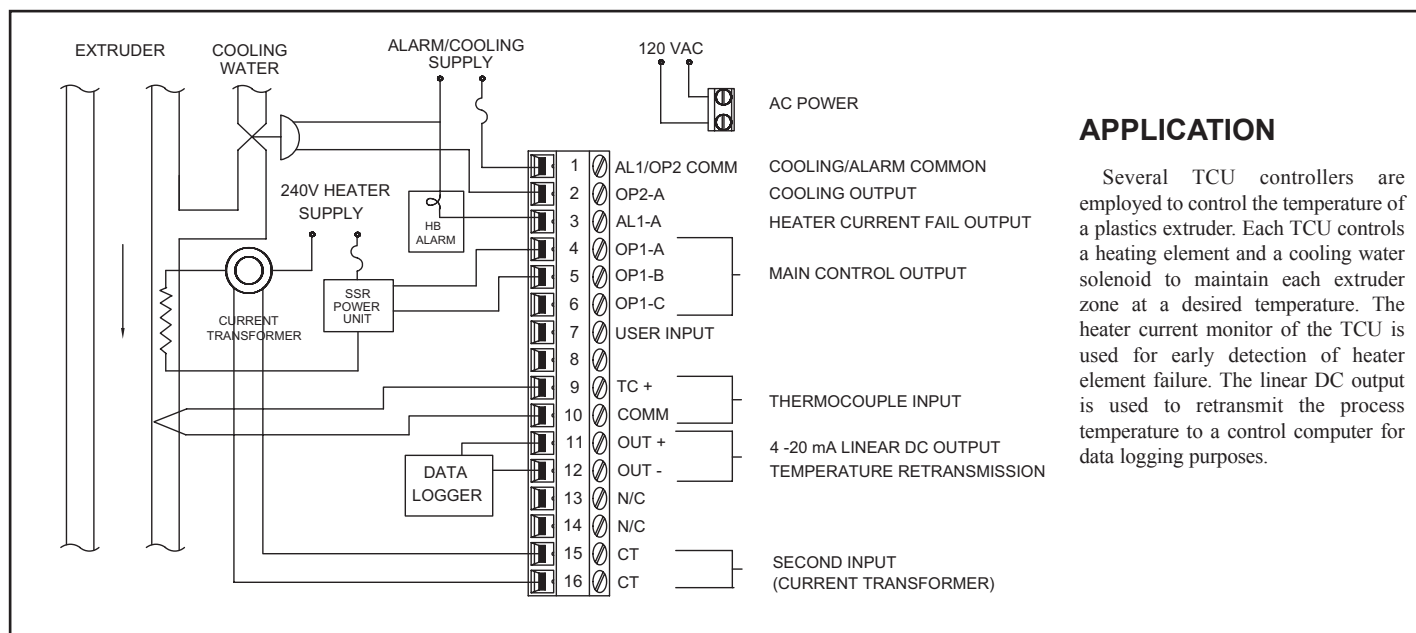 EXTRUDER
COOLING
WATER
ALARM/COOLING
SUPPLY
120 VAC
AC POWER
240V HEATER
SUPPLY
HB
ALARM
SSR
POWER
UNIT
CURRENT
TRANSFORMER
DATA
LOGGER
1 AL1/OP2 COMM COOLING/ALARM COMMON
2 OP2-A COOLING OUTPUT
3 AL1-A HEATER CURRENT FAIL OUTPUT
4 OP1-A
5 OP1-B MAIN CONTROL OUTPUT
6 OP1-C
7 USER INPUT
8
9 TC +
THERMOCOUPLE INPUT
10 COMM
11 OUT + 4 -20 mA LINEAR DC OUTPUT
12 OUT - TEMPERATURE RETRANSMISSION
13 N/C
14 N/C
15 CT SECOND INPUT
16 CT (CURRENT TRANSFORMER)
APPLICATION
Several TCU controllers are
employed to control the temperature of
a plastics extruder. Each TCU controls
a heating element and a cooling water
solenoid to maintain each extruder
zone at a desired temperature. The
heater current monitor of the TCU is
used for early detection of heater
element failure. The linear DC output
is used to retransmit the process
temperature to a control computer for
data logging purposes.